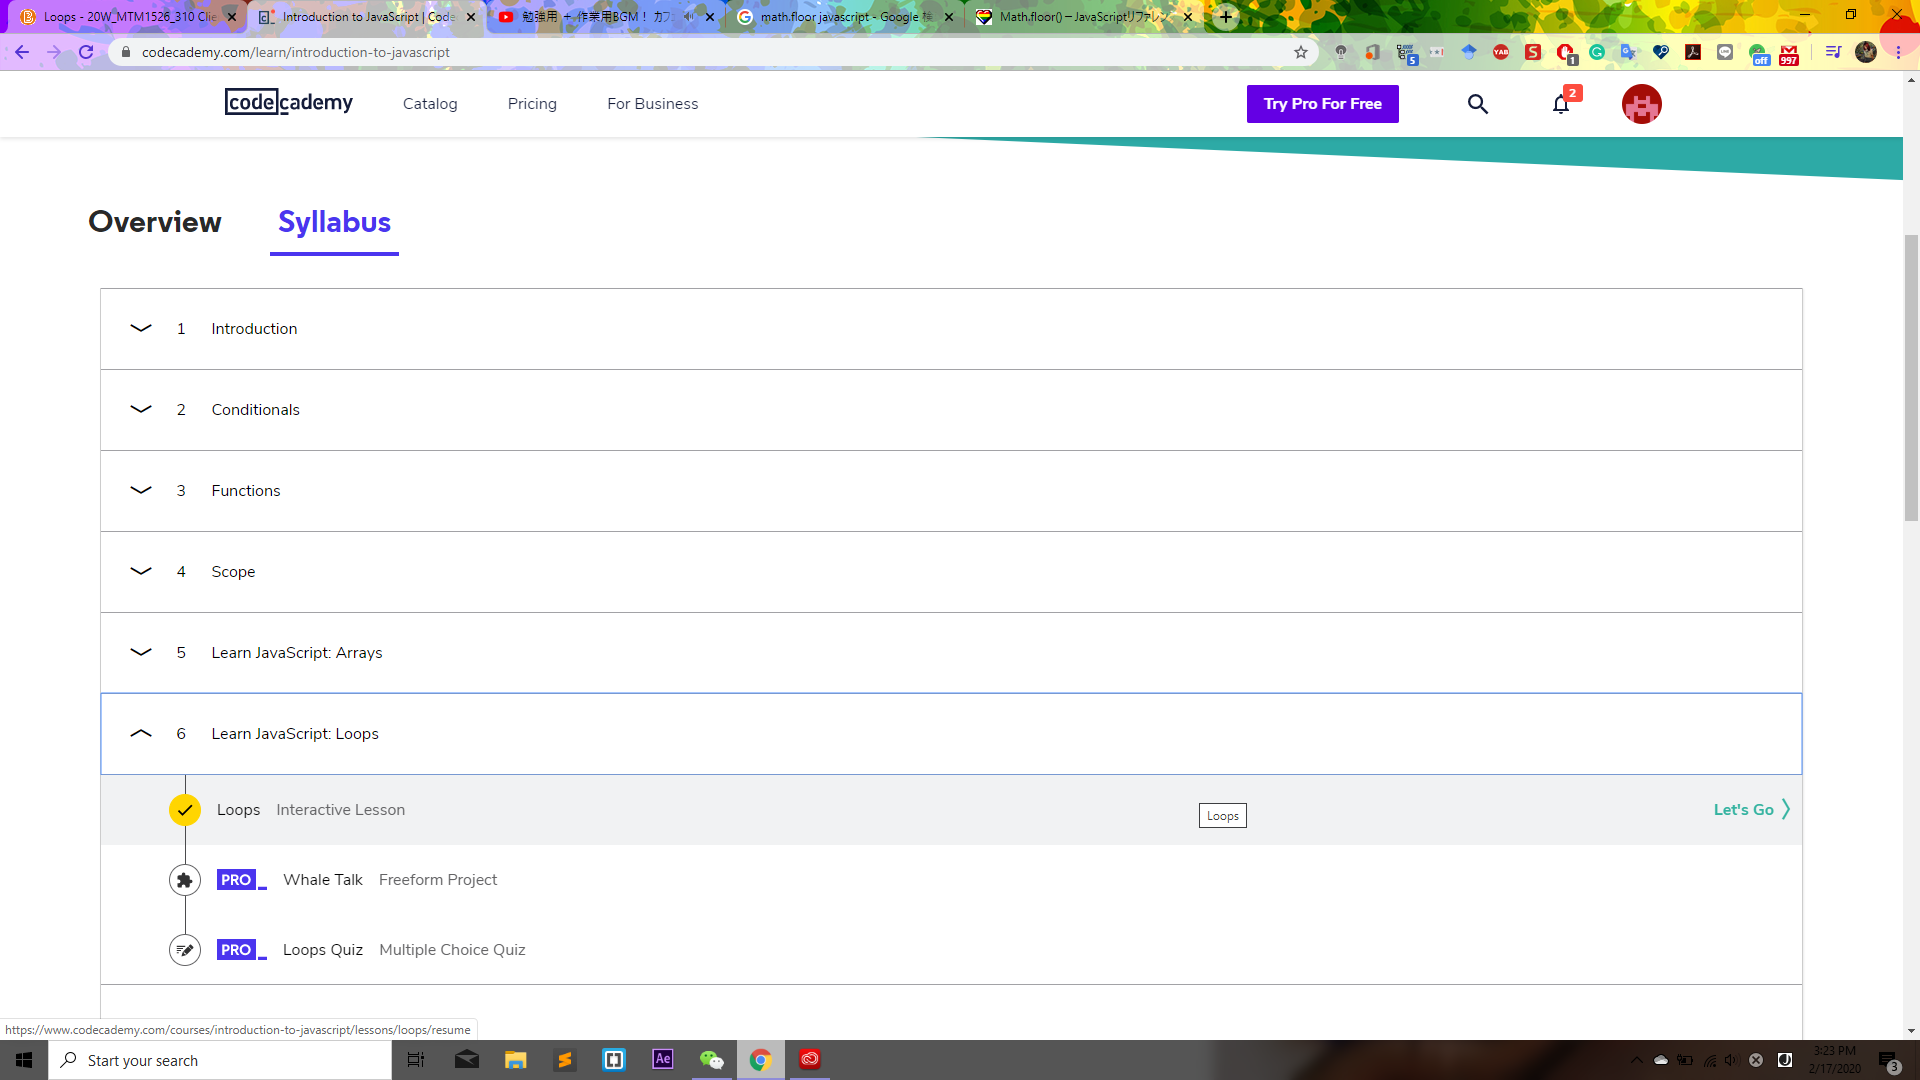 Loops - 20W_MTM1526_310 Clie
Introduction to JavaScript | Code
勉強用 + 作業用BGM！ カフ
math.floor javascript - Google 検
Math.floor() – JavaScriptリファレン
codecademy.com/learn/introduction-to-javascript
5
1
off
997
codecademy
Catalog
Pricing
For Business
Try Pro For Free
2
Overview
Syllabus
1 Introduction
2 Conditionals
3 Functions
4 Scope
5 Learn JavaScript: Arrays
6 Learn JavaScript: Loops
Loops Interactive Lesson
Loops
Let's Go
PRO Whale Talk Freeform Project
PRO Loops Quiz Multiple Choice Quiz
https://www.codecademy.com/courses/introduction-to-javascript/lessons/loops/resume
Start your search
Ae
3:23 PM
2/17/2020
3